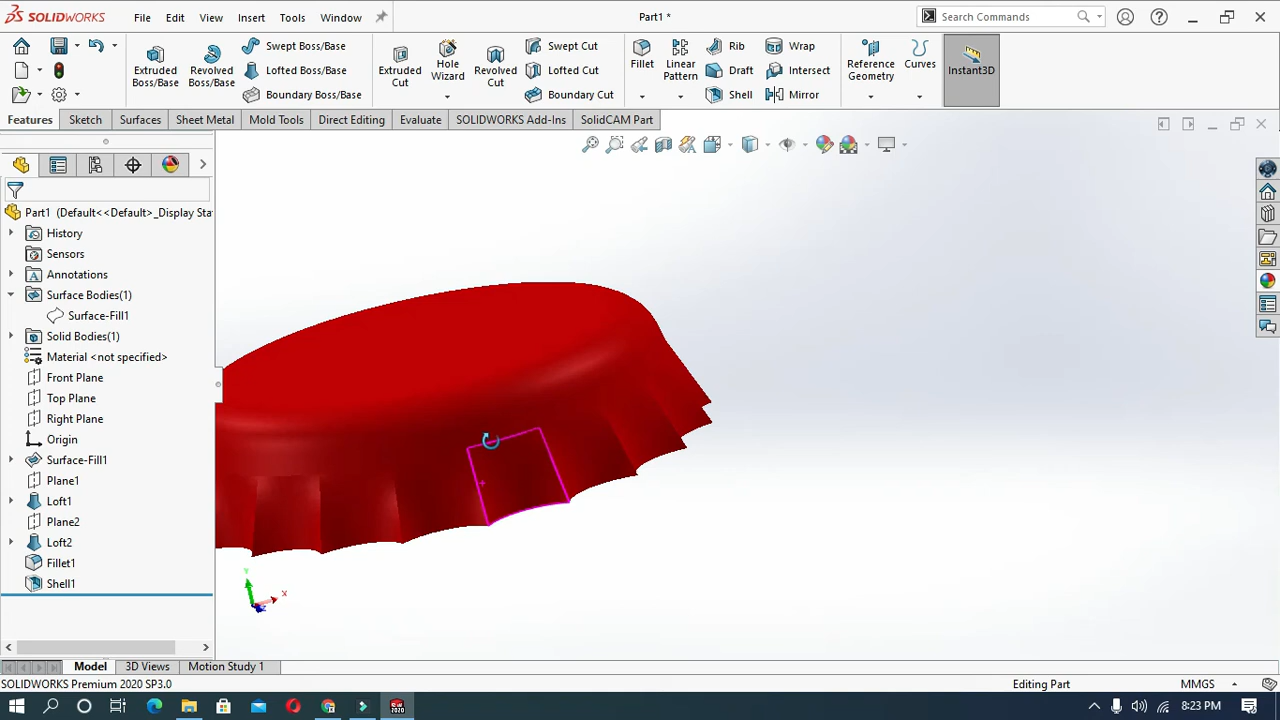 SOLIDWORKS File Edit View Insert Tools Window Part1 * Search Commands
Extruded Boss/Base
Revolved Boss/Base
Swept Boss/Base
Lofted Boss/Base
Boundary Boss/Base
Extruded Cut
Hole Wizard
Revolved Cut
Swept Cut
Lofted Cut
Boundary Cut
Fillet
Linear Pattern
Rib
Draft
Shell
Wrap
Intersect
Mirror
Reference Geometry
Curves
Instant3D
Features Sketch Surfaces Sheet Metal Mold Tools Direct Editing Evaluate SOLIDWORKS Add-Ins SolidCAM Part
Part1 (Default<<Default>_Display Sta
History
Sensors
Annotations
Surface Bodies(1)
Surface-Fill1
Solid Bodies(1)
Material <not specified>
Front Plane
Top Plane
Right Plane
Origin
Surface-Fill1
Plane1
Loft1
Plane2
Loft2
Fillet1
Shell1
Y
X
Model 3D Views Motion Study 1
SOLIDWORKS Premium 2020 SP3.0 Editing Part MMGS
8:23 PM